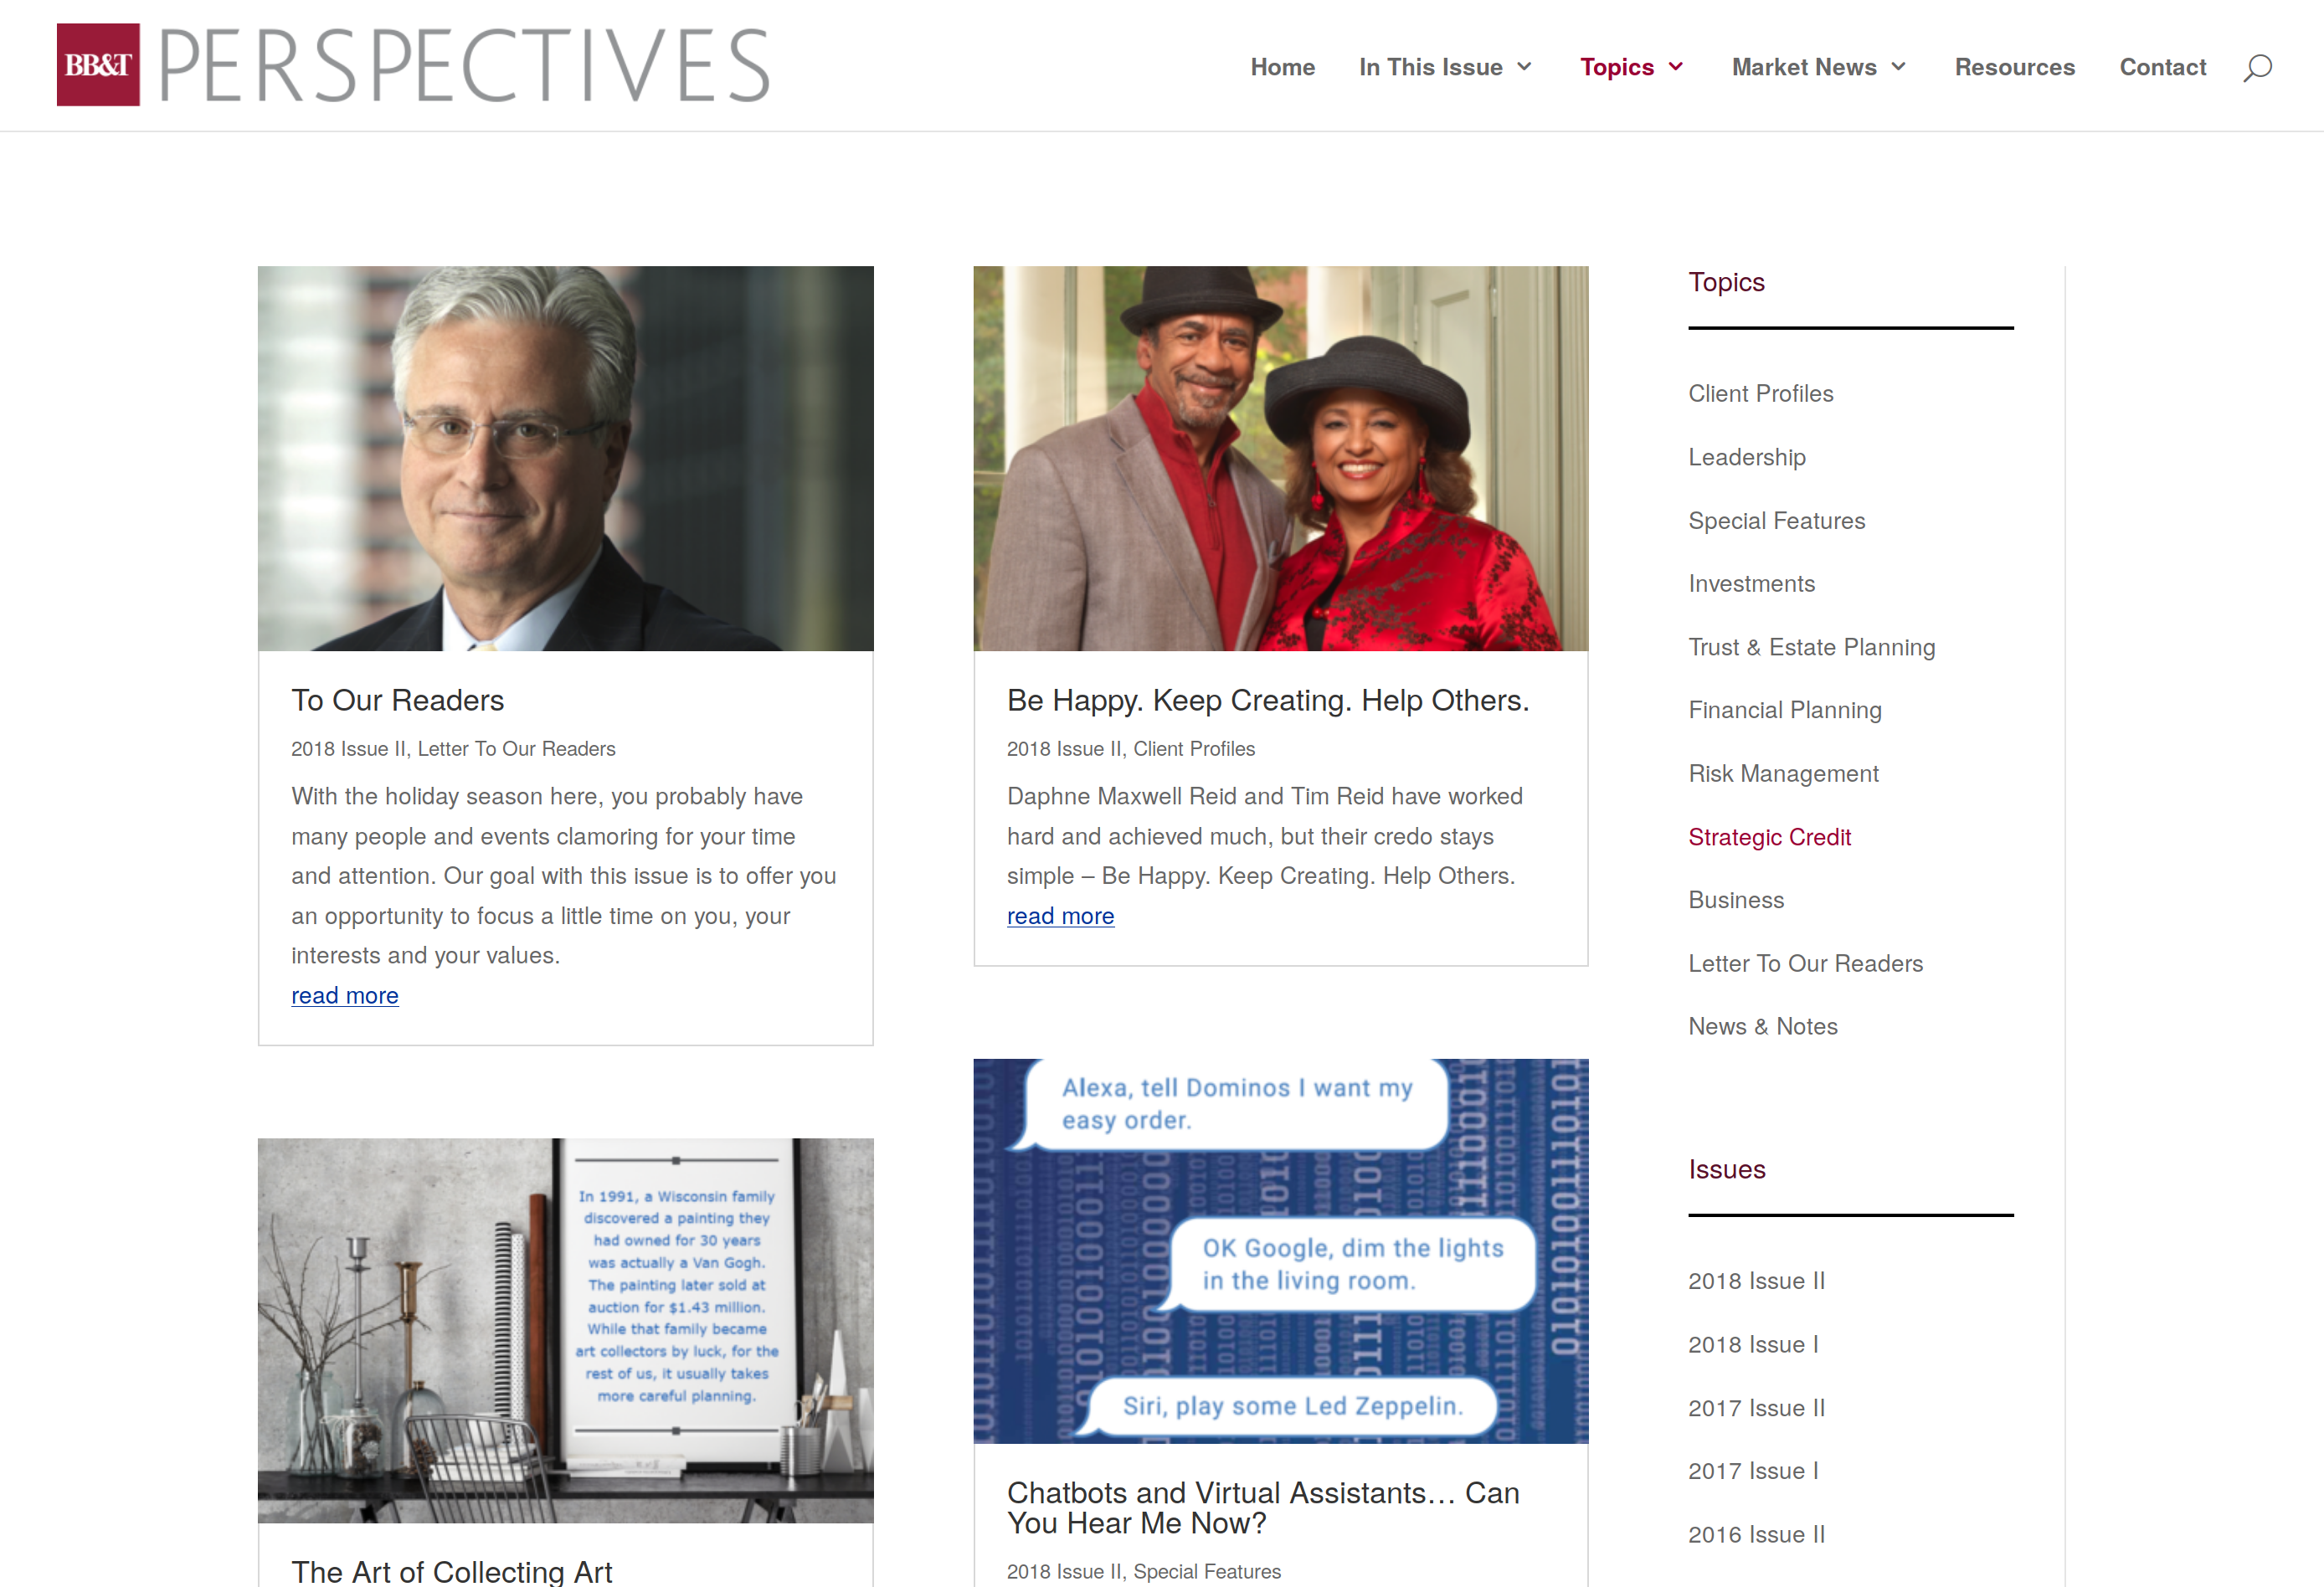 BB&T PERSPECTIVES
Home In This Issue Topics Market News Resources Contact
To Our Readers
2018 Issue II, Letter To Our Readers
With the holiday season here, you probably have
many people and events clamoring for your time
and attention. Our goal with this issue is to offer you
an opportunity to focus a little time on you, your
interests and your values.
read more
In 1991, a Wisconsin family
discovered a painting they
had owned for 30 years
was actually a Van Gogh.
The painting later sold at
auction for $1.43 million.
While that family became
art collectors by luck, for the
rest of us, it usually takes
more careful planning.
The Art of Collecting Art
Be Happy. Keep Creating. Help Others.
2018 Issue II, Client Profiles
Daphne Maxwell Reid and Tim Reid have worked
hard and achieved much, but their credo stays
simple – Be Happy. Keep Creating. Help Others.
read more
Alexa, tell Dominos I want my
easy order.
OK Google, dim the lights
in the living room.
Siri, play some Led Zeppelin.
Chatbots and Virtual Assistants… Can
You Hear Me Now?
2018 Issue II, Special Features
Topics
Client Profiles
Leadership
Special Features
Investments
Trust & Estate Planning
Financial Planning
Risk Management
Strategic Credit
Business
Letter To Our Readers
News & Notes
Issues
2018 Issue II
2018 Issue I
2017 Issue II
2017 Issue I
2016 Issue II